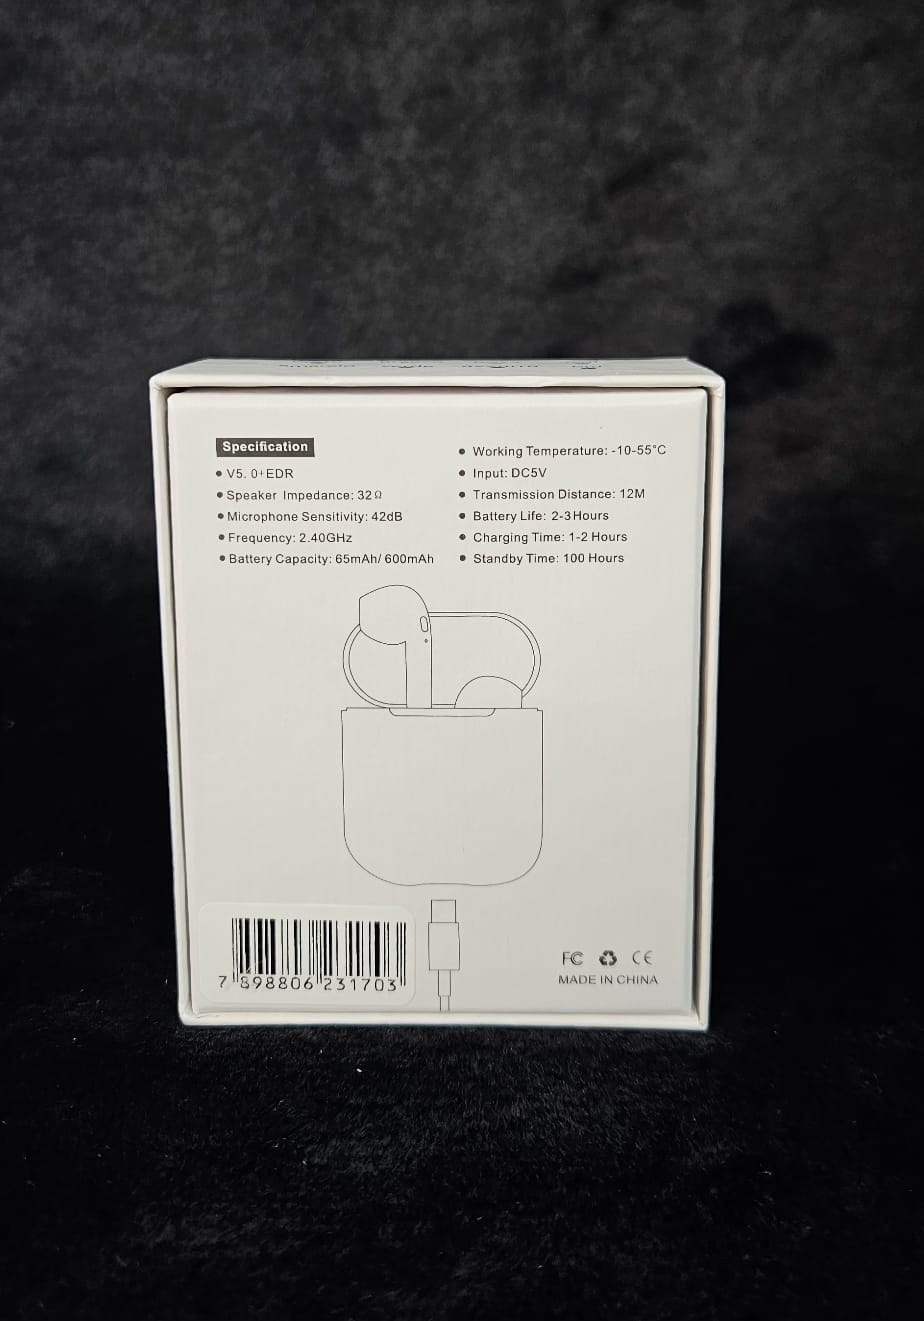 Specification
• V5. 0+EDR
• Speaker Impedance: 32Ω
• Microphone Sensitivity: 42dB
• Frequency: 2.40GHz
• Battery Capacity: 65mAh/ 600mAh
• Working Temperature: -10-55°C
• Input: DC5V
• Transmission Distance: 12M
• Battery Life: 2-3Hours
• Charging Time: 1-2 Hours
• Standby Time: 100 Hours
7 898806 231703
FC CE
MADE IN CHINA